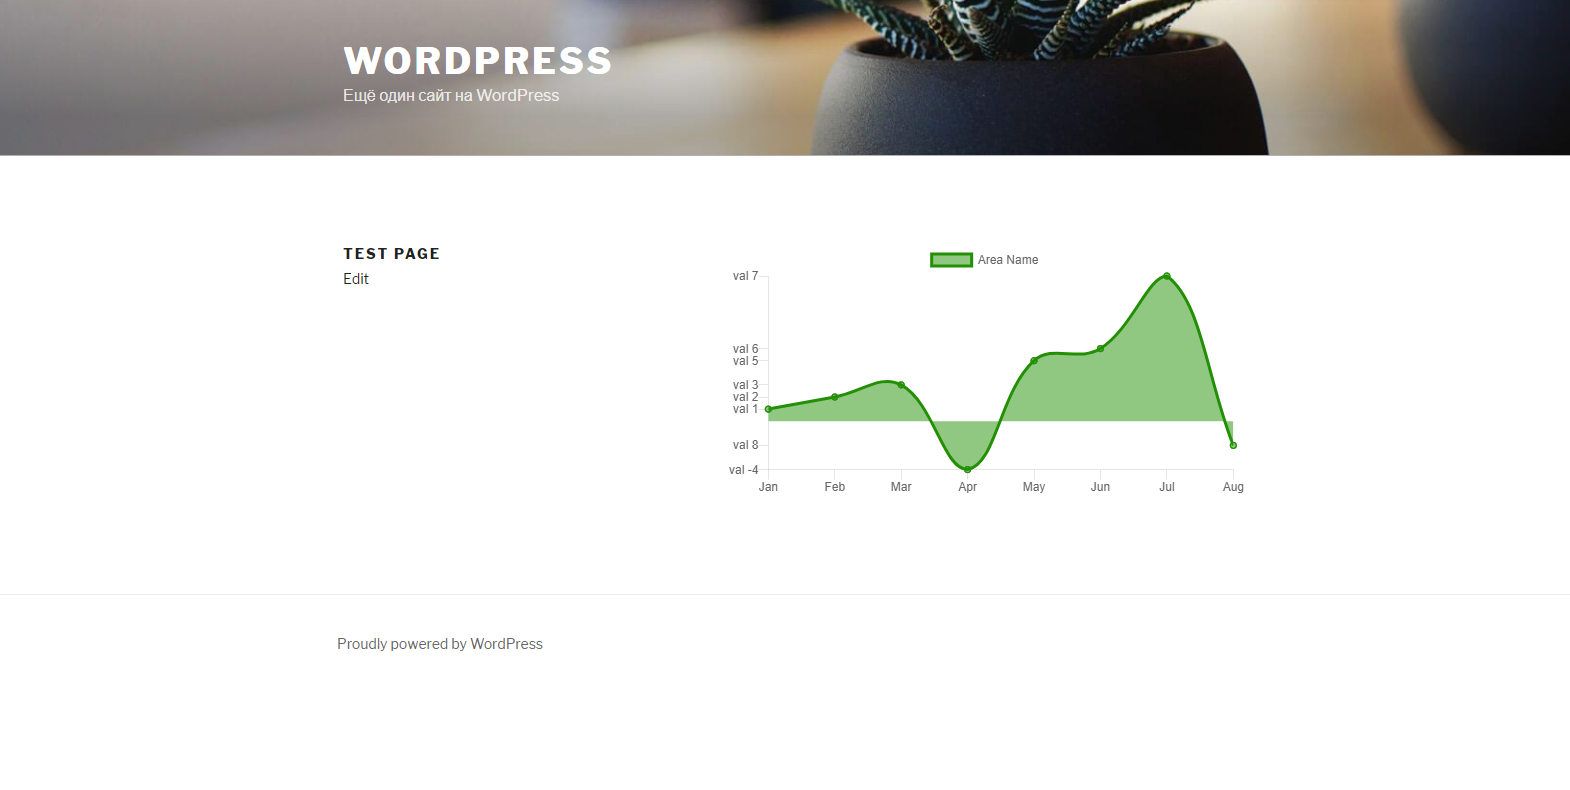 WORDPRESS
Ещё один сайт на WordPress
TEST PAGE
Edit
Area Name
val 7
val 6
val 5
val 3
val 2
val 1
val 8
val -4
Jan Feb Mar Apr May Jun Jul Aug
Proudly powered by WordPress